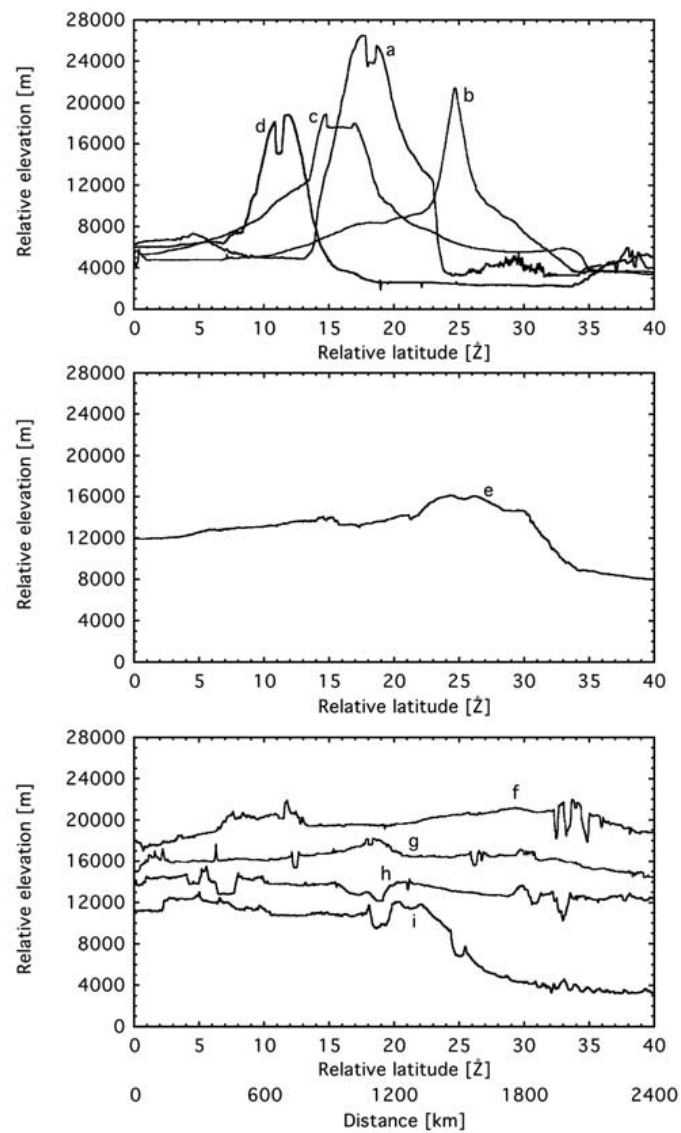 28000
24000
20000
16000
12000
8000
4000
0
Relative elevation [m]
a
b
c
d
0 5 10 15 20 25 30 35 40
Relative latitude [Ž]
28000
24000
20000
16000
12000
8000
4000
0
Relative elevation [m]
e
0 5 10 15 20 25 30 35 40
Relative latitude [Ž]
28000
24000
20000
16000
12000
8000
4000
0
Relative elevation [m]
f
g
h
i
0 5 10 15 20 25 30 35 40
Relative latitude [Ž]
0 600 1200 1800 2400
Distance [km]